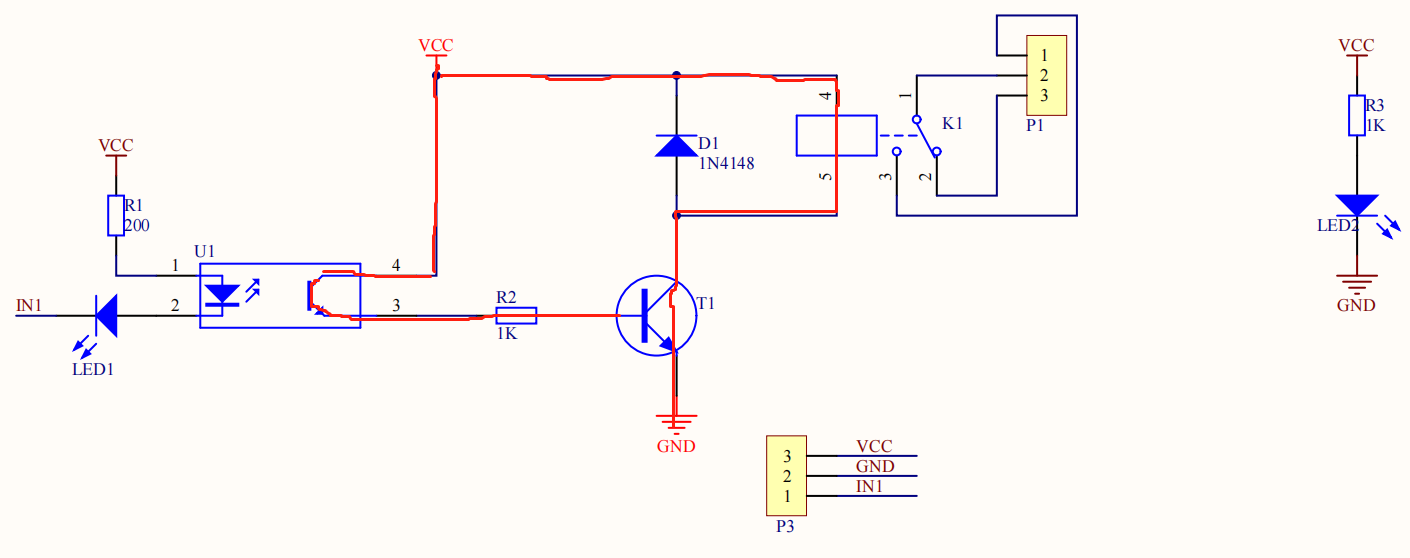 VCC
1
2
3
P1
4
1
K1
D1
1N4148
5
3
2
VCC
R3
1K
LED2
GND
VCC
R1
200
U1
1
4
IN1
2
3
R2
1K
T1
LED1
GND
3 VCC
2 GND
1 IN1
P3